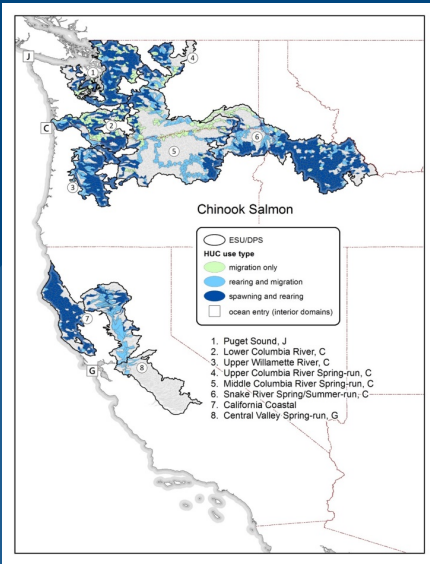 J
1
4
C
2
5
6
3
Chinook Salmon
ESU/DPS
HUC use type
migration only
rearing and migration
spawning and rearing
ocean entry (interior domains)
7
G
8
1. Puget Sound, J
2. Lower Columbia River, C
3. Upper Willamette River, C
4. Upper Columbia River Spring-run, C
5. Middle Columbia River Spring-run, C
6. Snake River Spring/Summer-run, C
7. California Coastal
8. Central Valley Spring-run, G